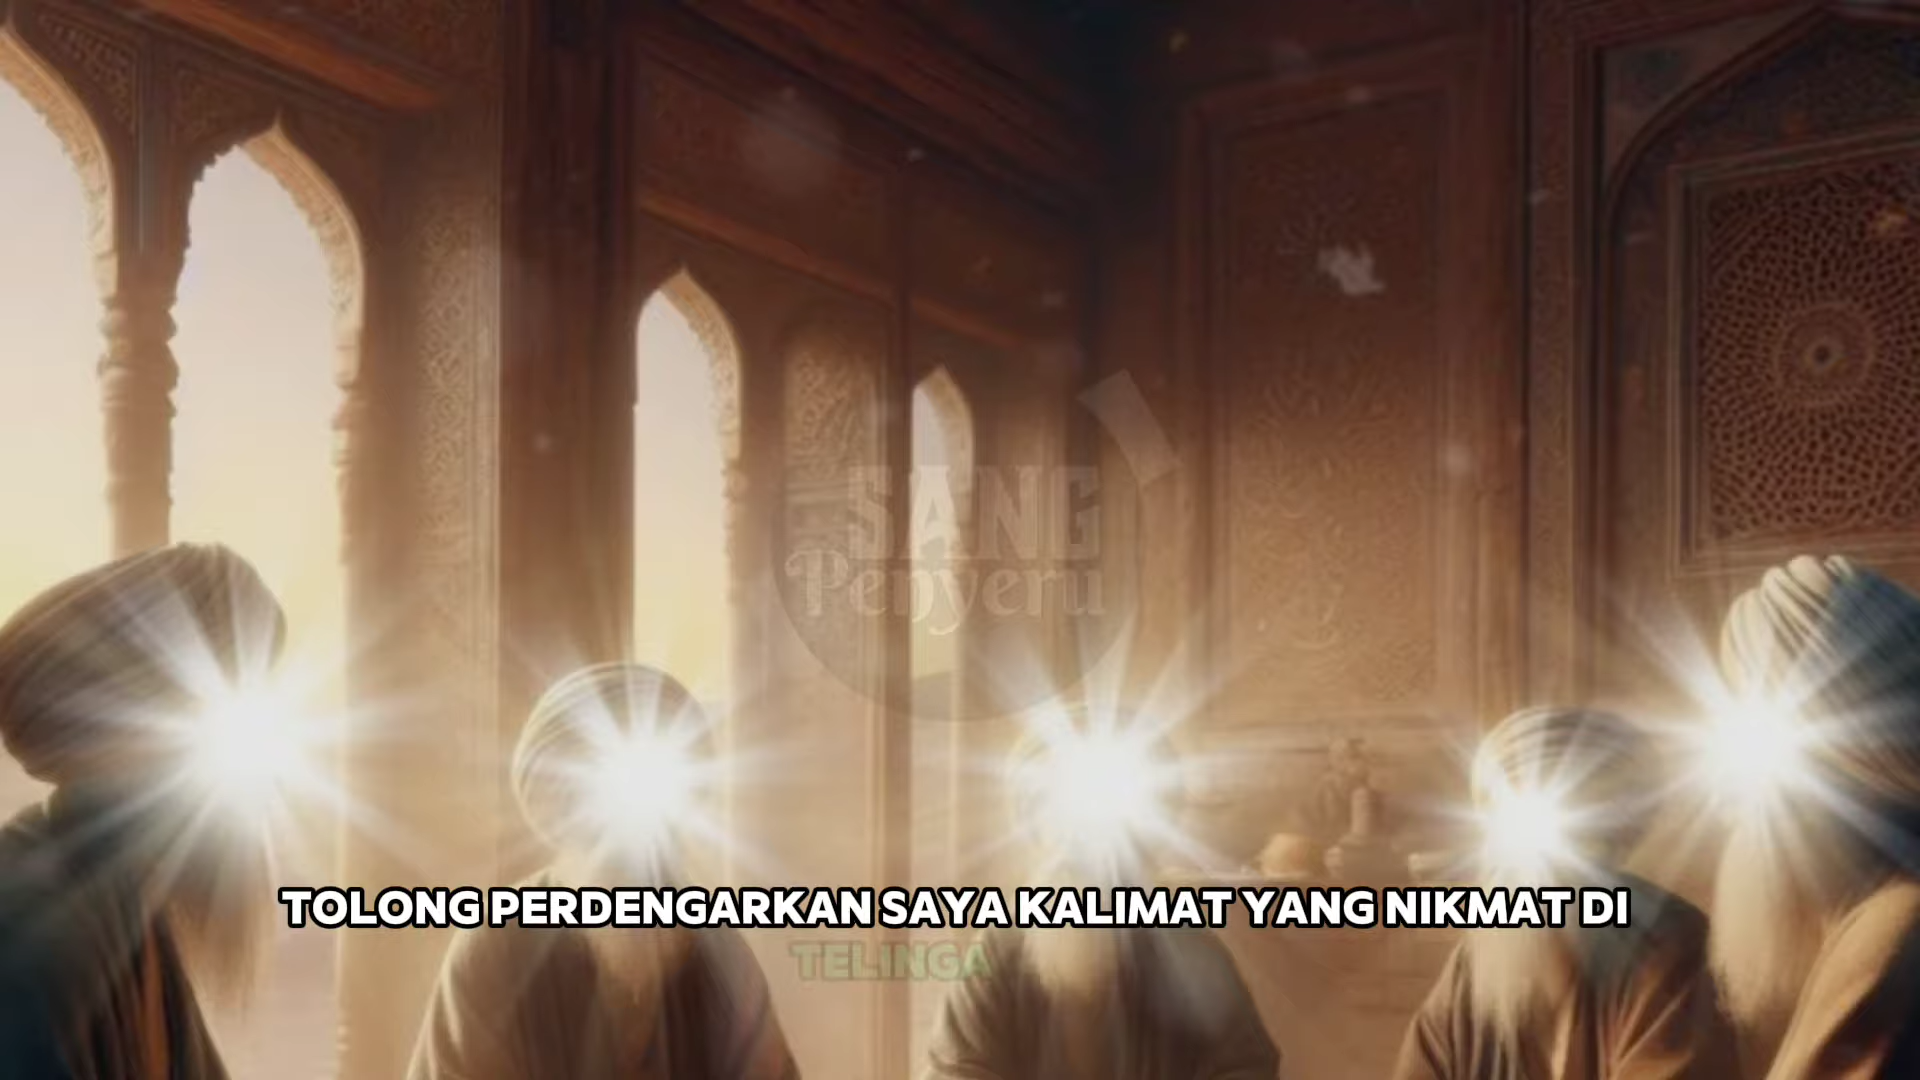 SANG
Penyeru
TOLONG PERDENGARKAN SAYA KALIMAT YANG NIKMAT DI
TELINGA